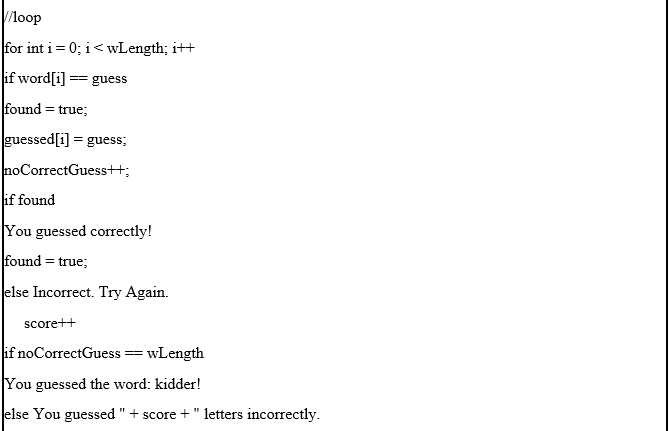 //loop
for int i = 0; i < wLength; i++
if word[i] == guess
found = true;
guessed[i] = guess;
noCorrectGuess++;
if found
You guessed correctly!
found = true;
else Incorrect. Try Again.
score++
if noCorrectGuess == wLength
You guessed the word: kidder!
else You guessed " + score + " letters incorrectly.